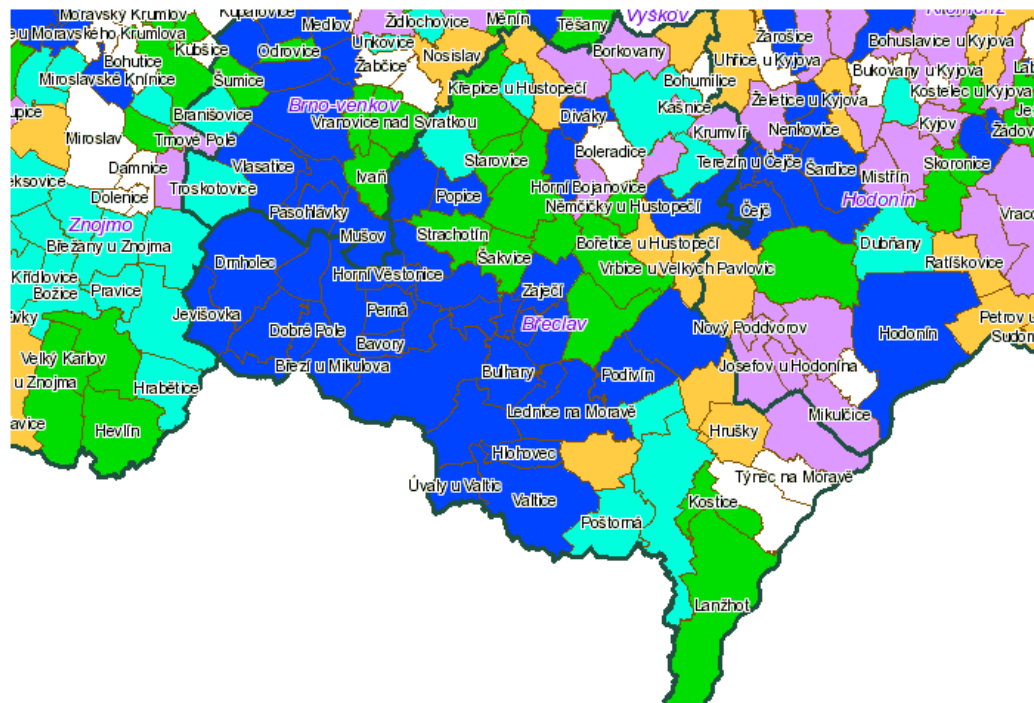 Moravský Krumlov
Kupařovice
Medlov
Židlochovice
Měnín
Těšany
Vyškov
Kroměříž
u Moravského Krumlova
Odrovice
Unkovice
Nosislav
Borkovany
Žarošice
Bohuslavice u Kyjova
Bohutice
Kubšice
Žabčice
Bohumilice
Uhřice u Kyjova
Bukovany u Kyjova
Miroslavské Knínice
Šumice
Křepice u Hustopečí
Kašnice
Želetice u Kyjova
Kostelec u Kyjova
Branišovice
Brno-venkov
Diváky
Vranovice nad Svratkou
Krumvíř
Nenkovice
Kyjov
Miroslav
Trnové Pole
Boleradice
Starovice
Terezín u Čejče
Šardice
Skoronice
Damnice
Vlasatice
Ivaň
Mistřín
Dolenice
Troskotovice
Popice
Horní Bojanovice
Němčičky u Hustopečí
Hodonín
Pasohlávky
Čejč
Znojmo
Mušov
Strachotín
Bořetice u Hustopečí
Dubňany
Břežany u Znojma
Drnholec
Šakvice
Vrbice u Velkých Pavlovic
Ratíškovice
Křídlovice
Horní Věstonice
Božice
Pravice
Zaječí
Jevišovka
Perná
Břeclav
Nový Poddvorov
Hodonín
Petrov u
Dobré Pole
Bavory
Velký Karlov
Březí u Mikulova
Bulhary
Podivín
Josefov u Hodonína
u Znojma
Hrabětice
Lednice na Moravě
Mikulčice
Hevlín
Hrušky
Hlohovec
Týnec na Moravě
Úvaly u Valtic
Valtice
Kostice
Poštorná
Lanžhot